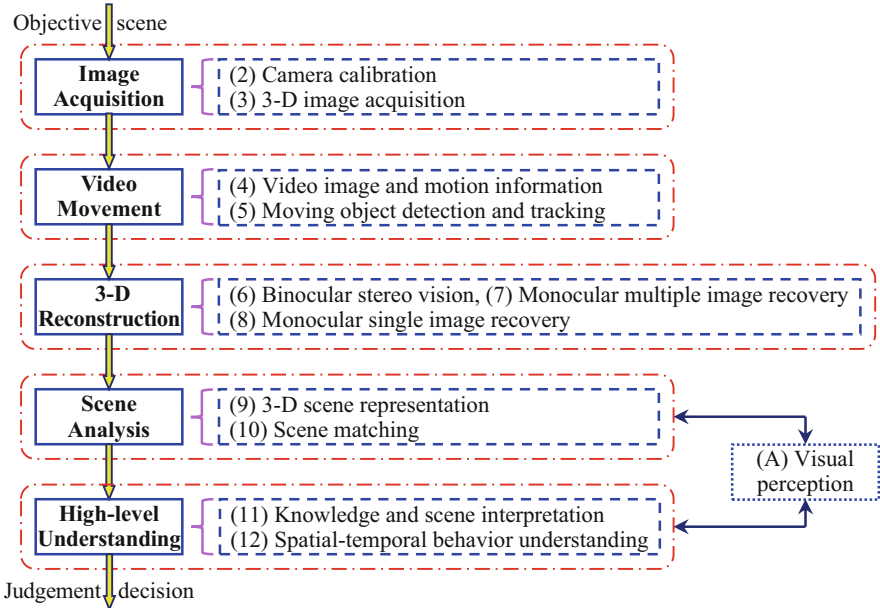 Objective scene
Image
Acquisition
(2) Camera calibration
(3) 3-D image acquisition
Video
Movement
(4) Video image and motion information
(5) Moving object detection and tracking
3-D
Reconstruction
(6) Binocular stereo vision, (7) Monocular multiple image recovery
(8) Monocular single image recovery
Scene
Analysis
(9) 3-D scene representation
(10) Scene matching
(A) Visual
perception
High-level
Understanding
(11) Knowledge and scene interpretation
(12) Spatial-temporal behavior understanding
Judgement decision